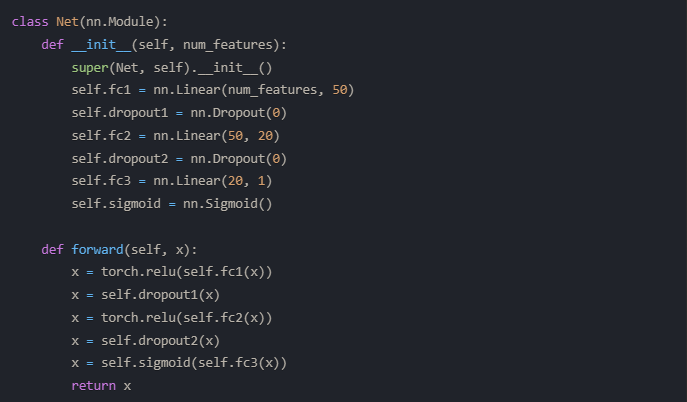 class Net(nn.Module):
    def __init__(self, num_features):
        super(Net, self).__init__()
        self.fc1 = nn.Linear(num_features, 50)
        self.dropout1 = nn.Dropout(0)
        self.fc2 = nn.Linear(50, 20)
        self.dropout2 = nn.Dropout(0)
        self.fc3 = nn.Linear(20, 1)
        self.sigmoid = nn.Sigmoid()

    def forward(self, x):
        x = torch.relu(self.fc1(x))
        x = self.dropout1(x)
        x = torch.relu(self.fc2(x))
        x = self.dropout2(x)
        x = self.sigmoid(self.fc3(x))
        return x